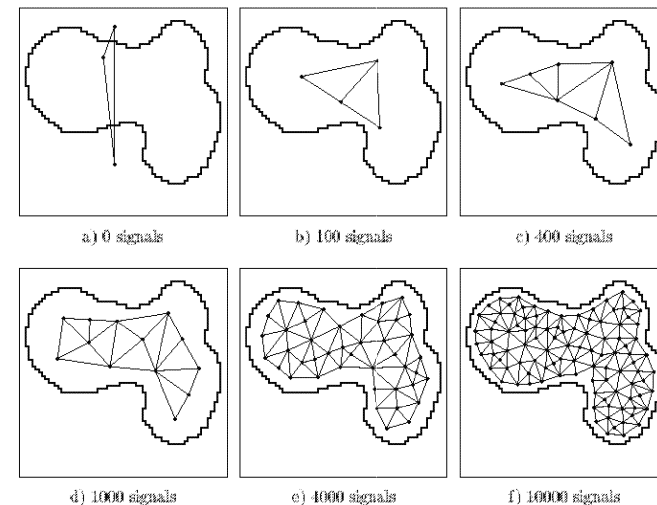 a) 0 signals
b) 100 signals
c) 400 signals
d) 1000 signals
e) 4000 signals
f) 10000 signals